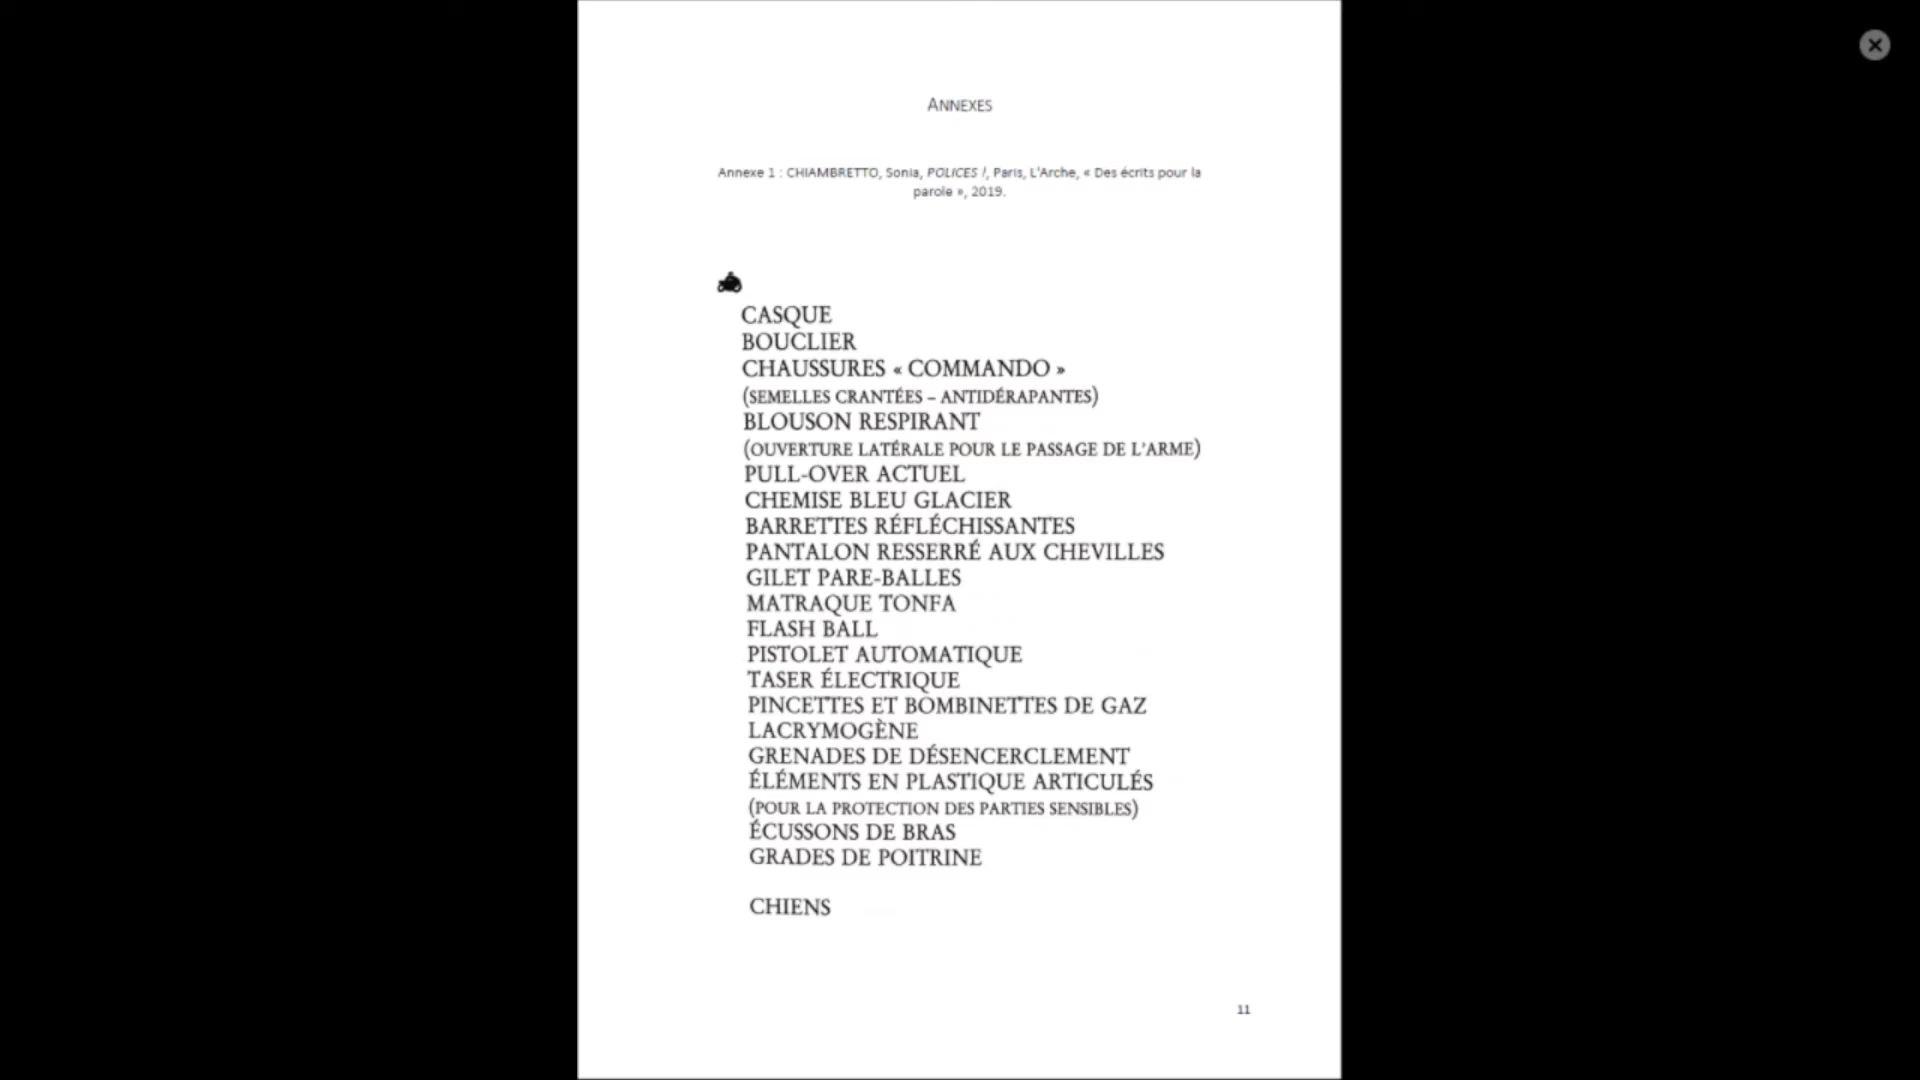 ANNEXES
Annexe 1 : CHIAMBRETTO, Sonia, POLICES !, Paris, L'Arche, « Des écrits pour la
parole », 2019.
CASQUE
BOUCLIER
CHAUSSURES « COMMANDO »
(SEMELLES CRANTÉES – ANTIDÉRAPANTES)
BLOUSON RESPIRANT
(OUVERTURE LATÉRALE POUR LE PASSAGE DE L'ARME)
PULL-OVER ACTUEL
CHEMISE BLEU GLACIER
BARRETTES RÉFLÉCHISSANTES
PANTALON RESSERRÉ AUX CHEVILLES
GILET PARE-BALLES
MATRAQUE TONFA
FLASH BALL
PISTOLET AUTOMATIQUE
TASER ÉLECTRIQUE
PINCETTES ET BOMBINETTES DE GAZ
LACRYMOGÈNE
GRENADES DE DÉSENCERCLEMENT
ÉLÉMENTS EN PLASTIQUE ARTICULÉS
(POUR LA PROTECTION DES PARTIES SENSIBLES)
ÉCUSSONS DE BRAS
GRADES DE POITRINE
CHIENS
11